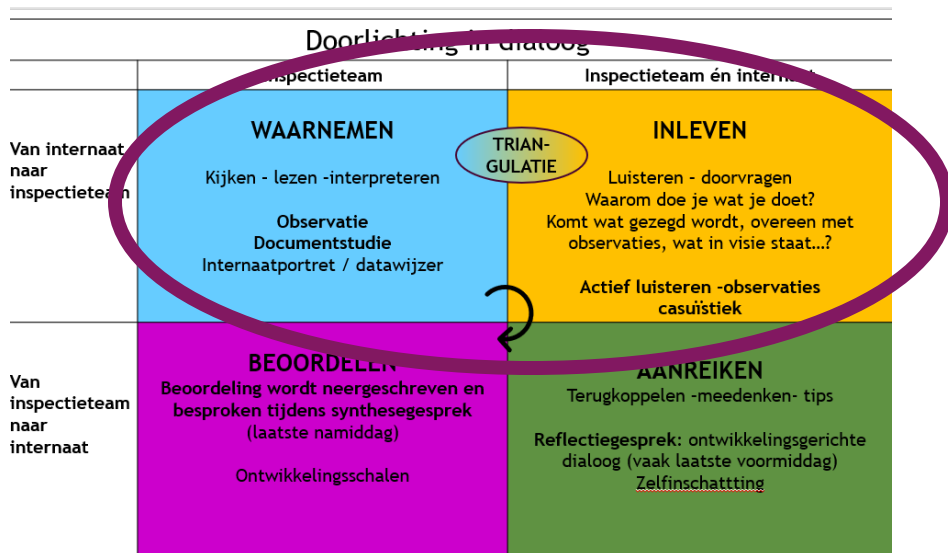 Doorlichting in dialoog
Inspectieteam
Inspectieteam én internaat
Van internaat
naar
inspectieteam
WAARNEMEN
Kijken - lezen -interpreteren
Observatie
Documentstudie
Internaatportret / datawijzer
TRIAN-
GULATIE
INLEVEN
Luisteren - doorvragen
Waarom doe je wat je doet?
Komt wat gezegd wordt, overeen met
observaties, wat in visie staat…?
Actief luisteren -observaties
casuïstiek
Van
inspectieteam
naar
internaat
BEOORDELEN
Beoordeling wordt neergeschreven en
besproken tijdens synthesegesprek
(laatste namiddag)
Ontwikkelingsschalen
AANREIKEN
Terugkoppelen -meedenken- tips
Reflectiegesprek: ontwikkelingsgerichte
dialoog (vaak laatste voormiddag)
Zelfinschattting